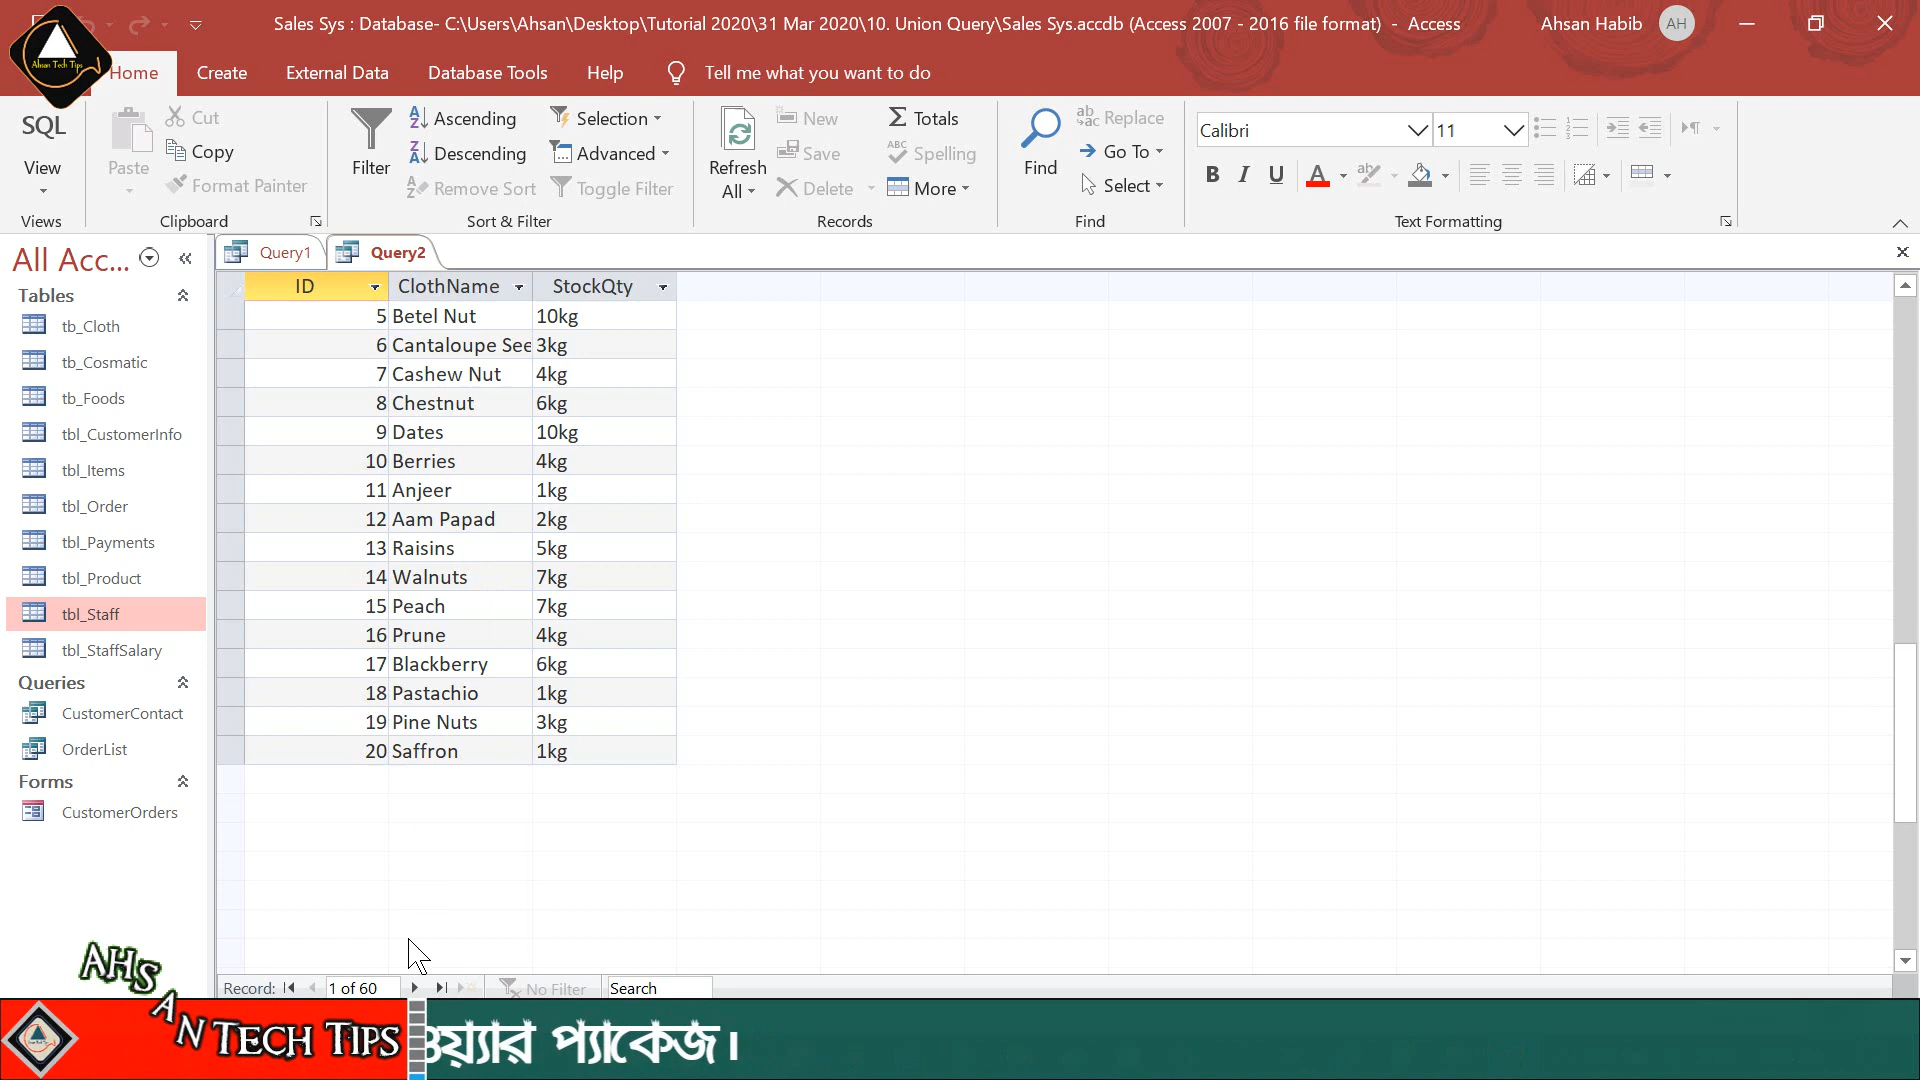 Sales Sys : Database- C:\Users\Ahsan\Desktop\Tutorial 2020\31 Mar 2020\10. Union Query\Sales Sys.accdb (Access 2007 - 2016 file format) - Access
Ahsan Habib
AH
Ahsan Tech Tips
Home
Create
External Data
Database Tools
Help
Tell me what you want to do
SQL
View
Views
Paste
Cut
Copy
Format Painter
Clipboard
Filter
Ascending
Descending
Remove Sort
Selection
Advanced
Toggle Filter
Sort & Filter
Refresh
All
New
Save
Delete
Totals
Spelling
More
Records
Find
Replace
Go To
Select
Find
Calibri
11
B I U
Text Formatting
All Acc...
Tables
tb_Cloth
tb_Cosmatic
tb_Foods
tbl_CustomerInfo
tbl_Items
tbl_Order
tbl_Payments
tbl_Product
tbl_Staff
tbl_StaffSalary
Queries
CustomerContact
OrderList
Forms
CustomerOrders
Query1
Query2
ID ClothName StockQty
5 Betel Nut 10kg
6 Cantaloupe See 3kg
7 Cashew Nut 4kg
8 Chestnut 6kg
9 Dates 10kg
10 Berries 4kg
11 Anjeer 1kg
12 Aam Papad 2kg
13 Raisins 5kg
14 Walnuts 7kg
15 Peach 7kg
16 Prune 4kg
17 Blackberry 6kg
18 Pastachio 1kg
19 Pine Nuts 3kg
20 Saffron 1kg
Record: 1 of 60 No Filter Search
AHSAN TECH TIPS
ওয়্যার প্যাকেজ।